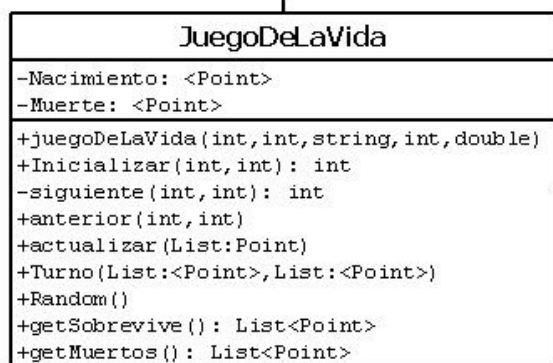 JuegoDeLaVida
-Nacimiento: <Point>
-Muerte: <Point>
+juegoDeLaVida(int,int,string,int,double)
+Inicializar(int,int): int
-siguiente(int,int): int
+anterior(int,int)
+actualizar(List:Point)
+Turno(List:<Point>,List:<Point>)
+Random()
+getSobrevive(): List<Point>
+getMuertos(): List<Point>